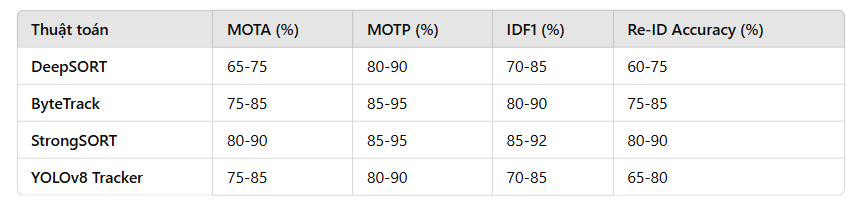 Thuật toán MOTA (%) MOTP (%) IDF1 (%) Re-ID Accuracy (%)
DeepSORT 65-75 80-90 70-85 60-75
ByteTrack 75-85 85-95 80-90 75-85
StrongSORT 80-90 85-95 85-92 80-90
YOLOv8 Tracker 75-85 80-90 70-85 65-80